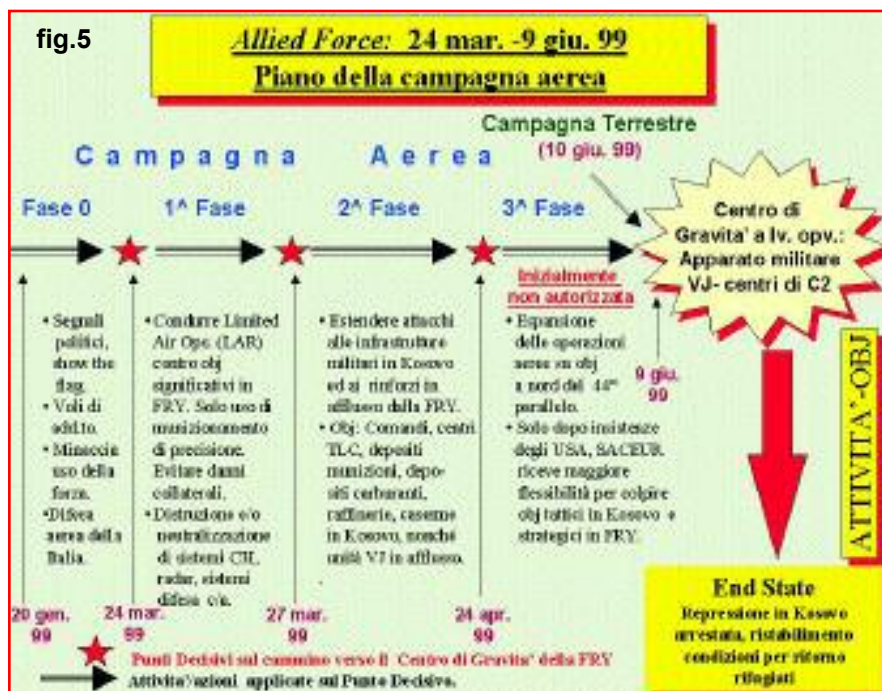 fig.5
Allied Force: 24 mar. -9 giu. 99
Piano della campagna aerea
Campagna Terrestre
(10 giu. 99)
Campagna Aerea
Fase 0
1^ Fase
2^ Fase
3^ Fase
Centro di
Gravita' a lv. opv.:
Apparato militare
VJ- centri di C2
Inizialmente
non autorizzata
• Segnali
politici,
show the
flag.
• Voli di
add.to.
• Minaccia
uso della
forza.
• Difesa
aerea della
Italia.
• Condurre Limited
Air Ops. (LAR)
contro obj
significativi in
FRY. Solo uso di
munizionamento
di precisione.
Evitare danni
collaterali.
• Distruzione e/o
neutralizzazione
di sistemi
radar, sistemi
difesa c/a.
• Estendere attacchi
alle infrastrutture
militari in Kosovo
ed ai rinforzi in
afflusso dalla FRY.
• Obj: Comandi, centri
TLC, depositi
munizioni, depo-
siti carburanti,
raffinerie, caserme
in Kosovo, nonché
unità VJ in afflusso.
• Espansione
delle operazioni
aeree su obj
a nord del 44mo
parallelo.
• Solo dopo insistenze
degli USA, SACEUR
riceve maggiore
flessibilità per colpire
obj tattici in Kosovo e
strategici in FRY.
9 giu.
99
ATTIVITA'-OBJ
20 gen.
99
24 mar.
99
27 mar.
99
24 apr.
99
End State
Repressione in Kosovo
arrestata, ristabilimento
condizioni per ritorno
rifugiati
Punti Decisivi sul cammino verso il Centro di Gravita' della FRY
Attivita'/azioni applicate sul Punto Decisivo.